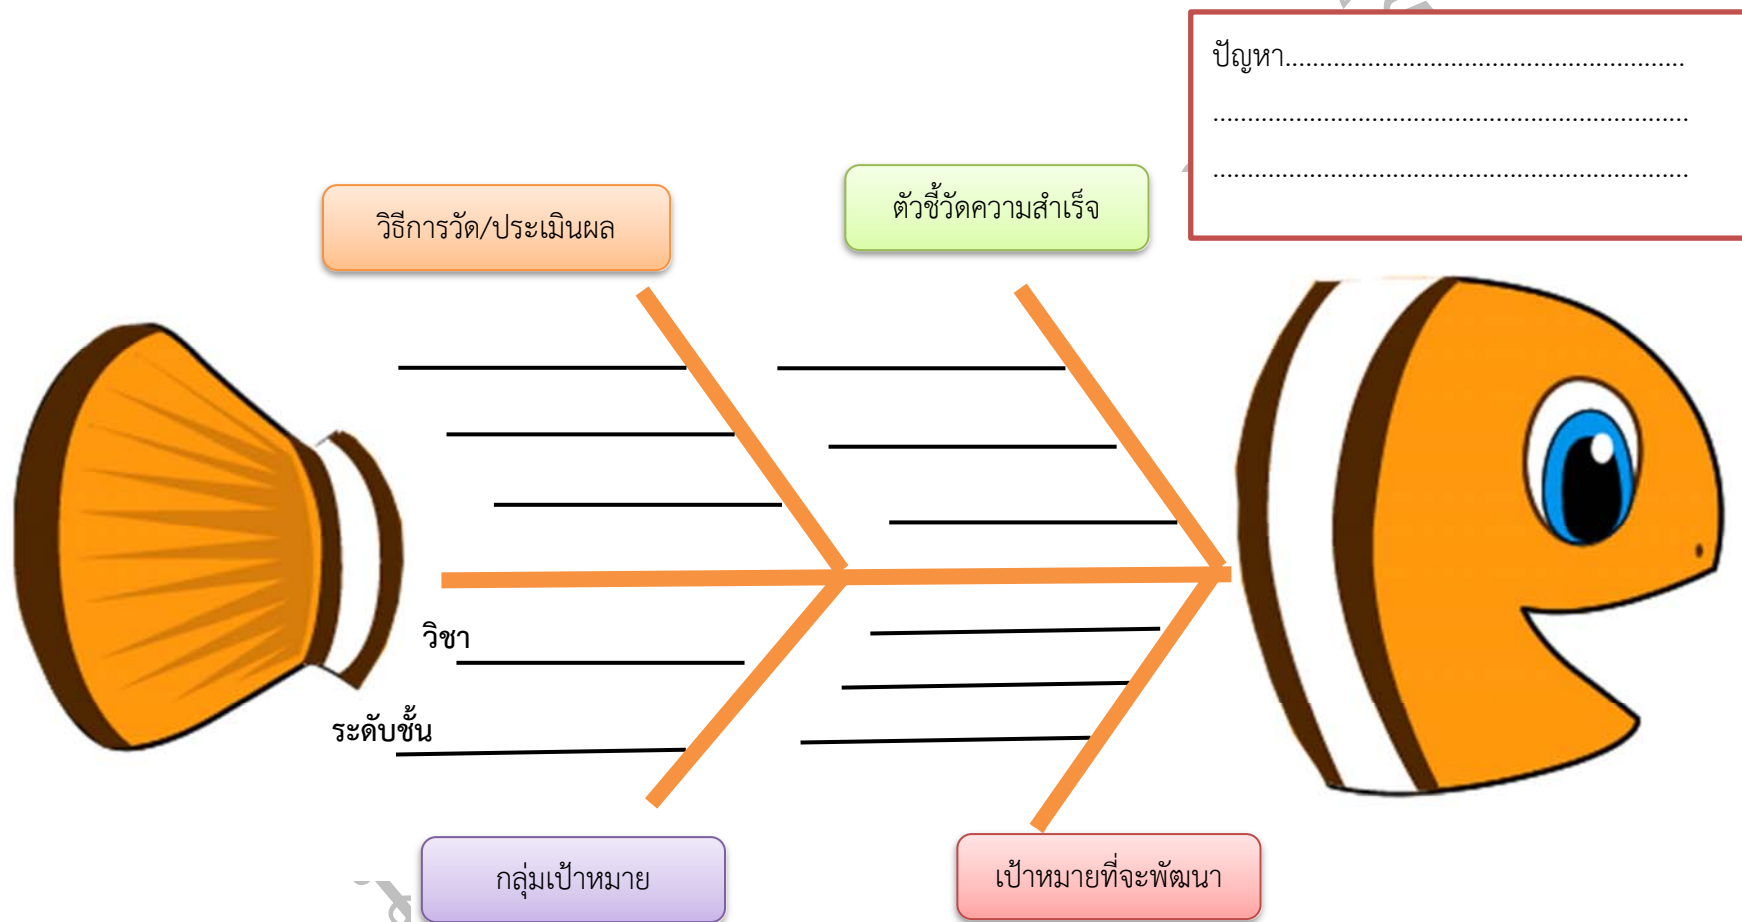 ปัญหา..........................................................
.....................................................................
.....................................................................
วิธีการวัด/ประเมินผล
ตัวชี้วัดความสำเร็จ
วิชา
ระดับชั้น
กลุ่มเป้าหมาย
เป้าหมายที่จะพัฒนา